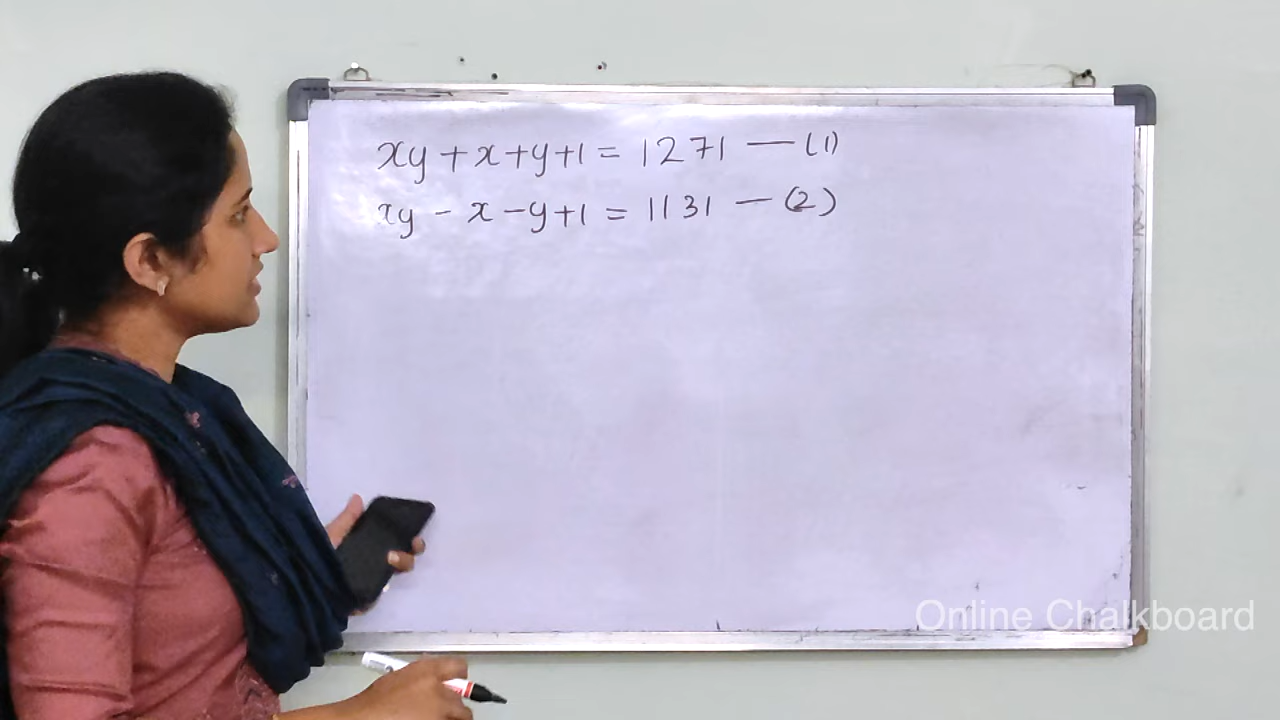 xy + x + y + 1 = 1271 — (1)
xy - x - y + 1 = 1131 — (2)
Online Chalkboard